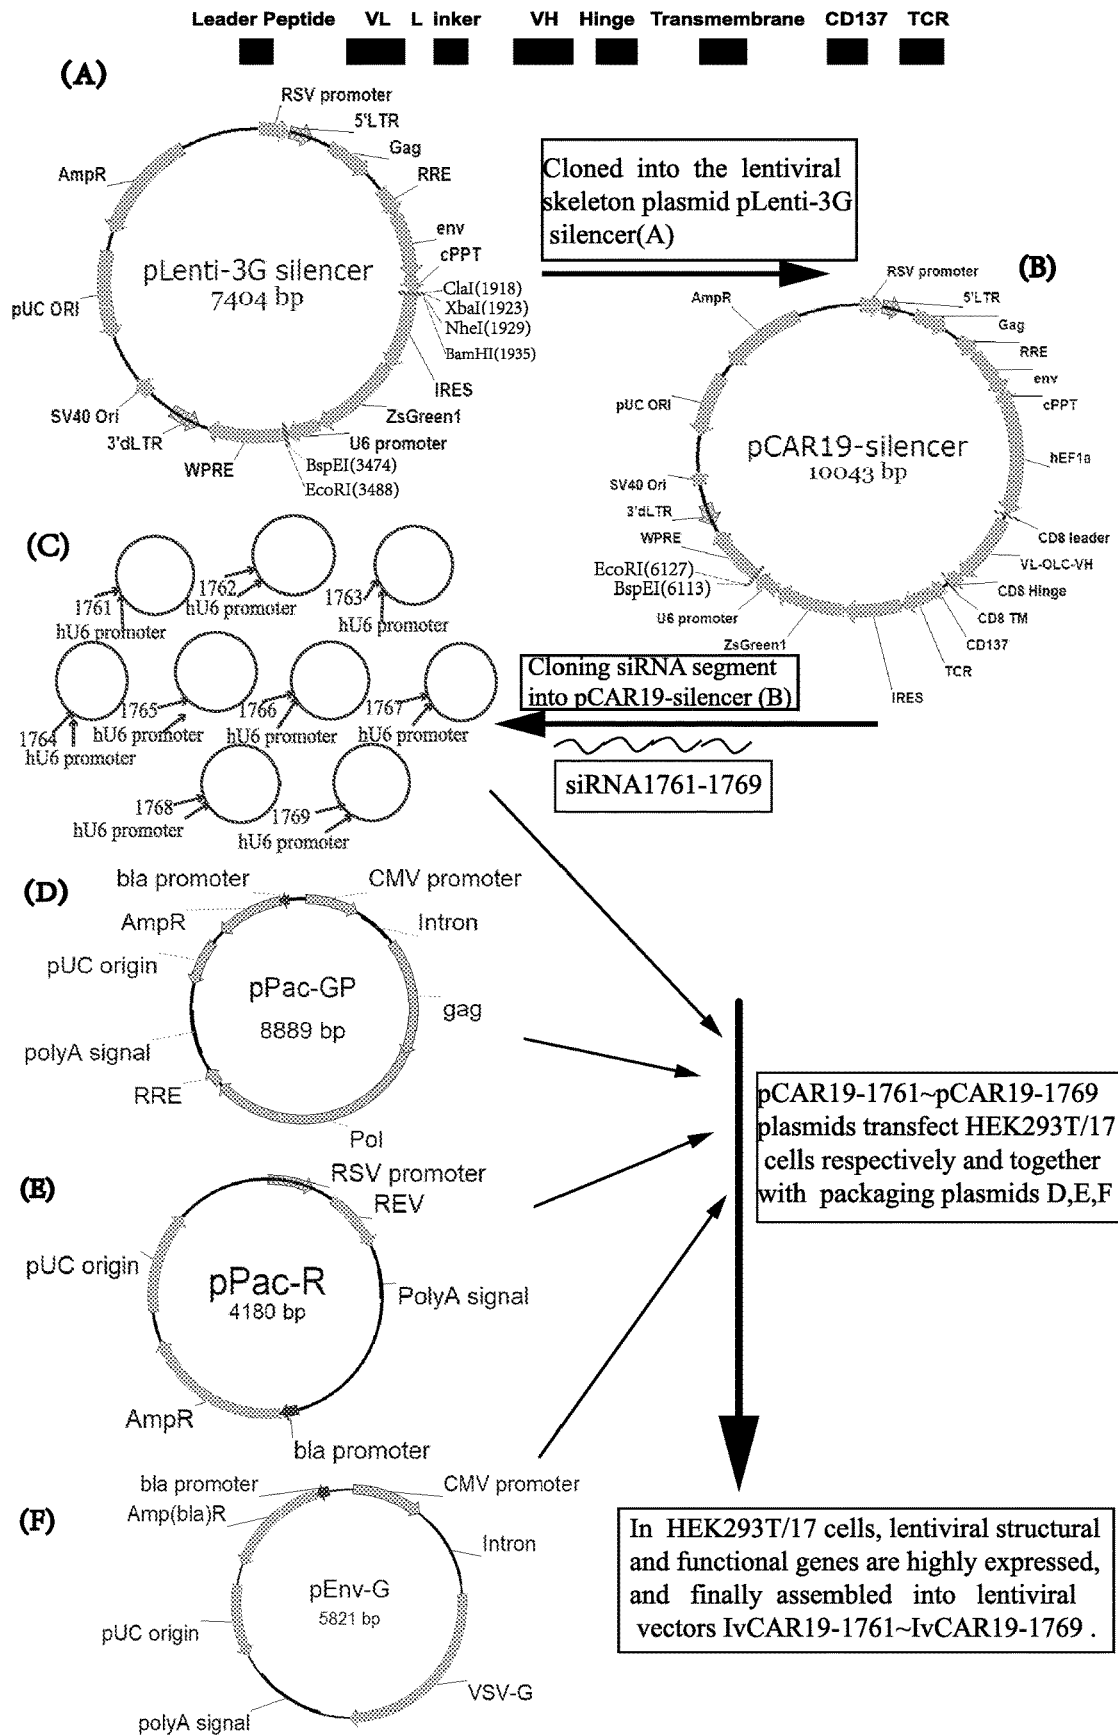 Leader Peptide VL L inker VH Hinge Transmembrane CD137 TCR
(A)
RSV promoter
5'LTR
Gag
RRE
env
cPPT
ClaI(1918)
XbaI(1923)
NheI(1929)
BamHI(1935)
IRES
ZsGreen1
U6 promoter
BspEI(3474)
EcoRI(3488)
WPRE
3'dLTR
SV40 Ori
pUC ORI
AmpR
pLenti-3G silencer
7404 bp
Cloned into the lentiviral
skeleton plasmid pLenti-3G
silencer(A)
(B)
RSV promoter
5'LTR
Gag
RRE
env
cPPT
hEF1a
CD8 leader
VL-OLC-VH
CD8 Hinge
CD8 TM
CD137
TCR
IRES
ZsGreen1
U6 promoter
BspEI(6113)
EcoRI(6127)
WPRE
3'dLTR
SV40 Ori
pUC ORI
AmpR
pCAR19-silencer
10043 bp
Cloning siRNA segment
into pCAR19-silencer (B)
siRNA1761-1769
(C)
1761
hU6 promoter
1762
hU6 promoter
1763
hU6 promoter
1764
hU6 promoter
1765
hU6 promoter
1766
hU6 promoter
1767
hU6 promoter
1768
hU6 promoter
1769
hU6 promoter
(D)
bla promoter
CMV promoter
AmpR
Intron
pUC origin
pPac-GP
8889 bp
gag
polyA signal
RRE
Pol
(E)
RSV promoter
REV
pUC origin
pPac-R
4180 bp
PolyA signal
AmpR
bla promoter
(F)
bla promoter
CMV promoter
Amp(bla)R
Intron
pEnv-G
5821 bp
pUC origin
VSV-G
polyA signal
pCAR19-1761~pCAR19-1769
plasmids transfect HEK293T/17
cells respectively and together
with packaging plasmids D,E,F
In HEK293T/17 cells, lentiviral structural
and functional genes are highly expressed,
and finally assembled into lentiviral
vectors IvCAR19-1761~IvCAR19-1769 .